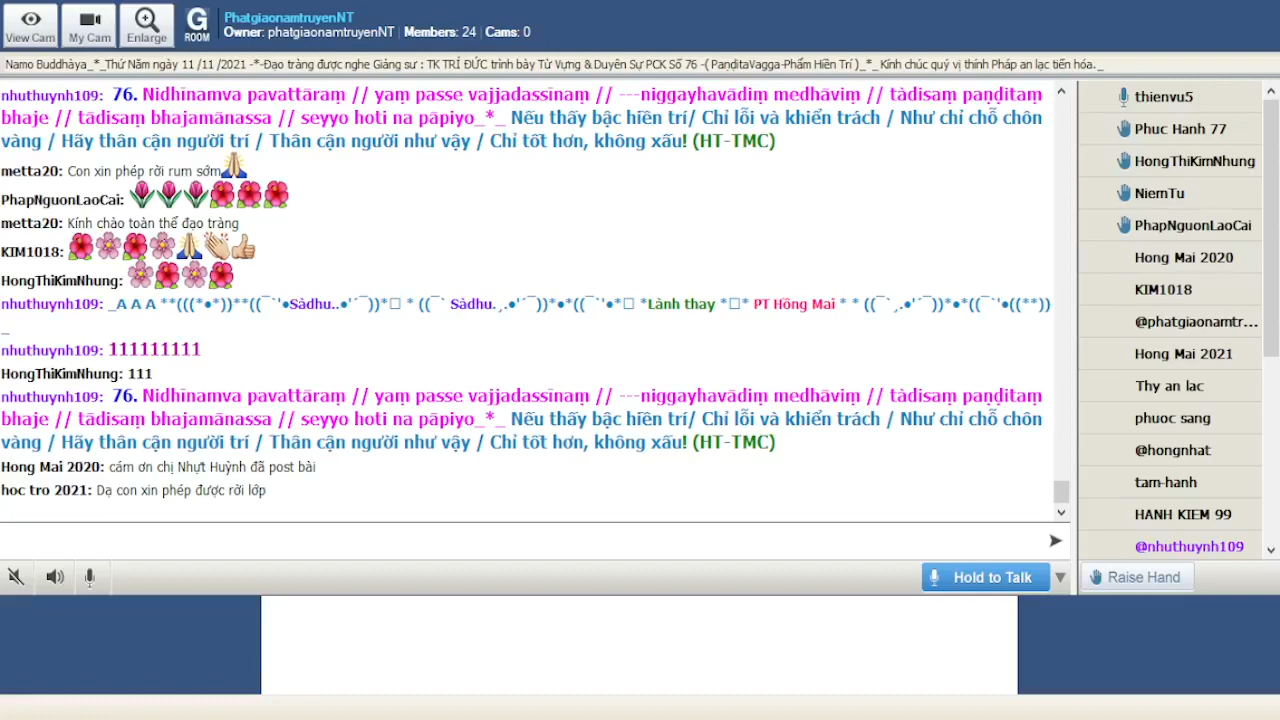 View Cam
My Cam
Enlarge
G
ROOM
PhatgiaonamtruyenNT
Owner: phatgiaonamtruyenNT | Members: 24 | Cams: 0
Namo Buddhàya_*_Thứ Năm ngày 11 /11 /2021 -*-Đạo tràng được nghe Giảng sư : TK TRÍ ĐỨC trình bày Từ Vựng & Duyên Sự PCK Số 76 -( PaṇḍitaVagga-Phẩm Hiền Trí )_*_ Kính chúc quý vị thính Pháp an lạc tiến hóa._
nhuthuynh109: 76. Nidhīnamva pavattāraṃ // yaṃ passe vajjadassīnaṃ // ---niggayhavādiṃ medhāviṃ // tàdisaṃ paṇḍitaṃ
bhaje // tādisaṃ bhajamānassa // seyyo hoti na pāpiyo_*_ Nếu thấy bậc hiền trí/ Chỉ lỗi và khiển trách / Như chỉ chỗ chôn
vàng / Hãy thân cận người trí / Thân cận người như vậy / Chỉ tốt hơn, không xấu! (HT-TMC)
metta20: Con xin phép rời rum sớm
PhapNguonLaoCai:
metta20: Kính chào toàn thể đạo tràng
KIM1018:
HongThiKimNhung:
nhuthuynh109: _A A A **(((*●*))**((¯`'●Sàdhu..●'´¯))*□ * ((¯` Sàdhu.¸.●'´¯))*●*((¯`'●*□ *Lành thay *□* PT Hồng Mai * * ((¯`¸.●'´¯))*●*((¯`'●((**))
_
nhuthuynh109: 111111111
HongThiKimNhung: 111
nhuthuynh109: 76. Nidhīnamva pavattāraṃ // yaṃ passe vajjadassīnaṃ // ---niggayhavādiṃ medhāviṃ // tàdisaṃ paṇḍitaṃ
bhaje // tādisaṃ bhajamānassa // seyyo hoti na pāpiyo_*_ Nếu thấy bậc hiền trí/ Chỉ lỗi và khiển trách / Như chỉ chỗ chôn
vàng / Hãy thân cận người trí / Thân cận người như vậy / Chỉ tốt hơn, không xấu! (HT-TMC)
Hong Mai 2020: cám ơn chị Nhựt Huỳnh đã post bài
hoc tro 2021: Dạ con xin phép được rời lớp
Hold to Talk
thienvu5
Phuc Hanh 77
HongThiKimNhung
NiemTu
PhapNguonLaoCai
Hong Mai 2020
KIM1018
@phatgiaonamtr...
Hong Mai 2021
Thy an lac
phuoc sang
@hongnhat
tam-hanh
HANH KIEM 99
@nhuthuynh109
Raise Hand